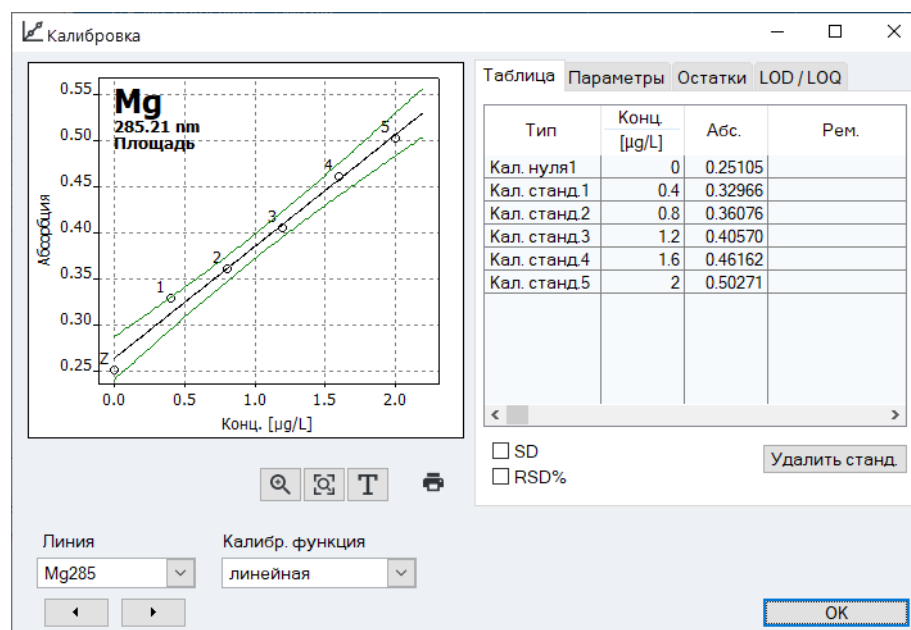 Калибровка
Mg
285.21 nm
Площадь
Абсорбция
0.55
0.50
0.45
0.40
0.35
0.30
0.25
Z
1
2
3
4
5
0.0 0.5 1.0 1.5 2.0
Конц. [µg/L]
Таблица Параметры Остатки LOD / LOQ
Тип Конц. [µg/L] Абс. Рем.
Кал. нуля1 0 0.25105
Кал. станд.1 0.4 0.32966
Кал. станд.2 0.8 0.36076
Кал. станд.3 1.2 0.40570
Кал. станд.4 1.6 0.46162
Кал. станд.5 2 0.50271
SD
RSD%
Удалить станд.
T
Линия Калибр. функция
Mg285 линейная
OK